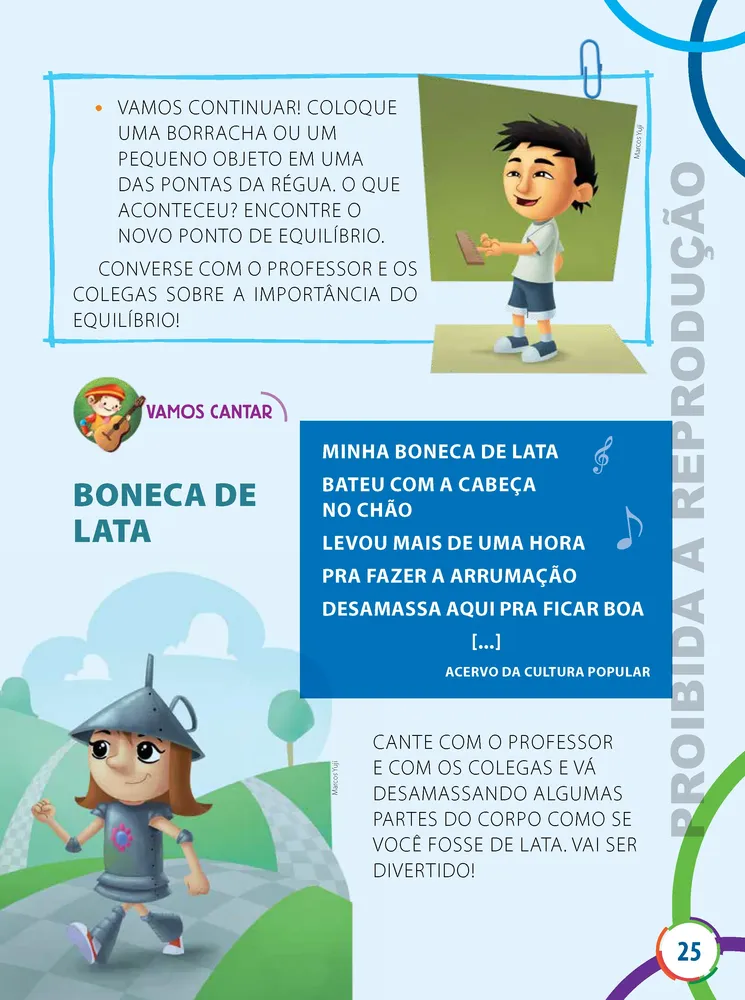 • VAMOS CONTINUAR! COLOQUE
UMA BORRACHA OU UM
PEQUENO OBJETO EM UMA
DAS PONTAS DA RÉGUA. O QUE
ACONTECEU? ENCONTRE O
NOVO PONTO DE EQUILÍBRIO.
CONVERSE COM O PROFESSOR E OS
COLEGAS SOBRE A IMPORTÂNCIA DO
EQUILÍBRIO!
Marcos Yuji
VAMOS CANTAR
BONECA DE
LATA
MINHA BONECA DE LATA
BATEU COM A CABEÇA
NO CHÃO
LEVOU MAIS DE UMA HORA
PRA FAZER A ARRUMAÇÃO
DESAMASSA AQUI PRA FICAR BOA
[...]
ACERVO DA CULTURA POPULAR
Marcos Yuji
CANTE COM O PROFESSOR
E COM OS COLEGAS E VÁ
DESAMASSANDO ALGUMAS
PARTES DO CORPO COMO SE
VOCÊ FOSSE DE LATA. VAI SER
DIVERTIDO!
PROIBIDA A REPRODUÇÃO
25